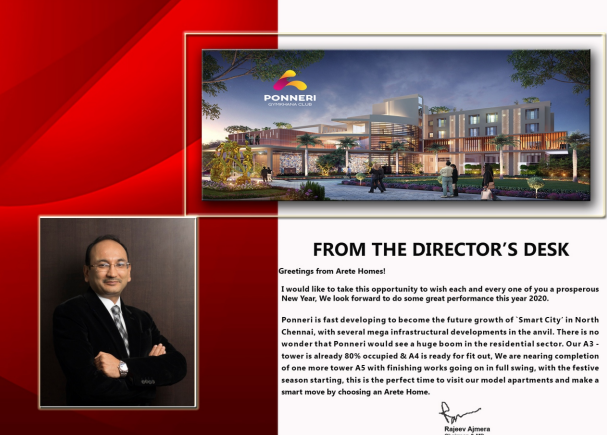 PONNERI
GYMKHANA CLUB
FROM THE DIRECTOR'S DESK
Greetings from Arete Homes!
I would like to take this opportunity to wish each and every one of you a prosperous
New Year, We look forward to do some great performance this year 2020.
Ponneri is fast developing to become the future growth of `Smart City' in North
Chennai, with several mega infrastructural developments in the anvil. There is no
wonder that Ponneri would see a huge boom in the residential sector. Our A3 -
tower is already 80% occupied & A4 is ready for fit out, We are nearing completion
of one more tower A5 with finishing works going on in full swing, with the festive
season starting, this is the perfect time to visit our model apartments and make a
smart move by choosing an Arete Home.
Rajeev Ajmera